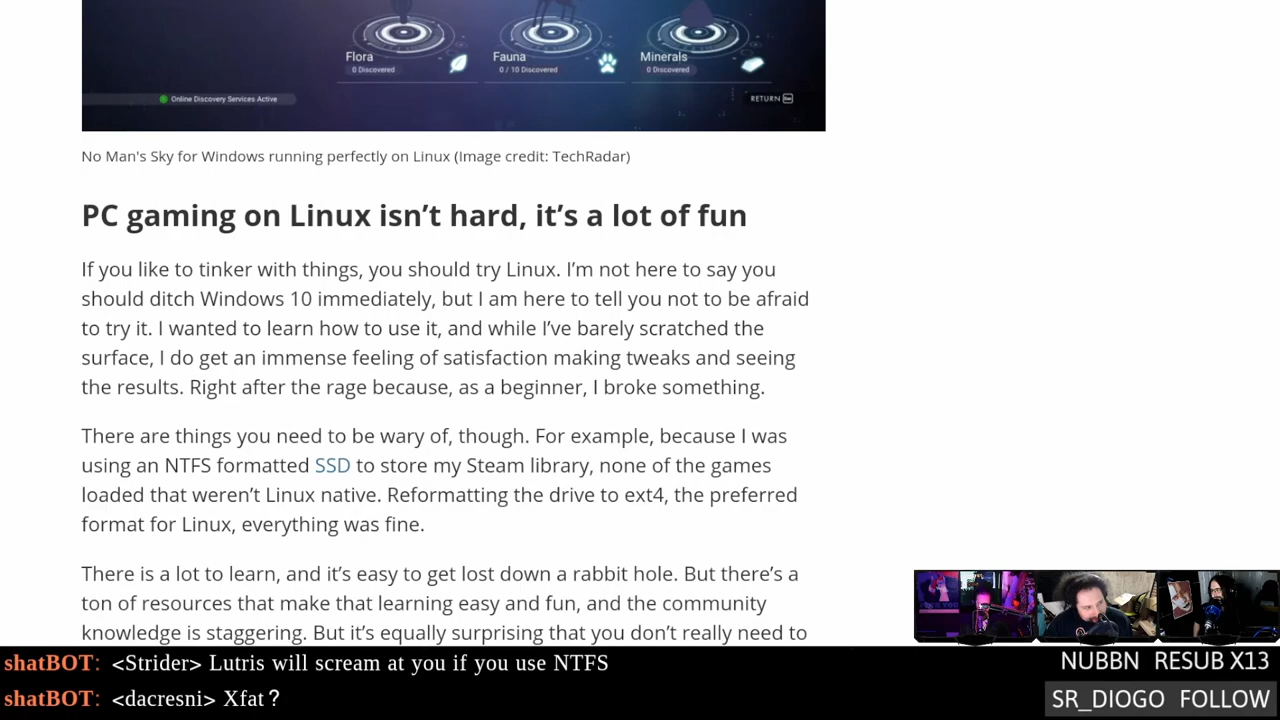 Flora
0 Discovered
Fauna
0 / 10 Discovered
Minerals
0 Discovered
Online Discovery Services Active
RETURN
No Man's Sky for Windows running perfectly on Linux (Image credit: TechRadar)
PC gaming on Linux isn’t hard, it’s a lot of fun
If you like to tinker with things, you should try Linux. I’m not here to say you
should ditch Windows 10 immediately, but I am here to tell you not to be afraid
to try it. I wanted to learn how to use it, and while I’ve barely scratched the
surface, I do get an immense feeling of satisfaction making tweaks and seeing
the results. Right after the rage because, as a beginner, I broke something.
There are things you need to be wary of, though. For example, because I was
using an NTFS formatted SSD to store my Steam library, none of the games
loaded that weren’t Linux native. Reformatting the drive to ext4, the preferred
format for Linux, everything was fine.
There is a lot to learn, and it’s easy to get lost down a rabbit hole. But there’s a
ton of resources that make that learning easy and fun, and the community
knowledge is staggering. But it’s equally surprising that you don’t really need to
shatBOT: <Strider> Lutris will scream at you if you use NTFS
shatBOT: <dacresni> Xfat?
NUBBN RESUB X13
SR_DIOGO FOLLOW